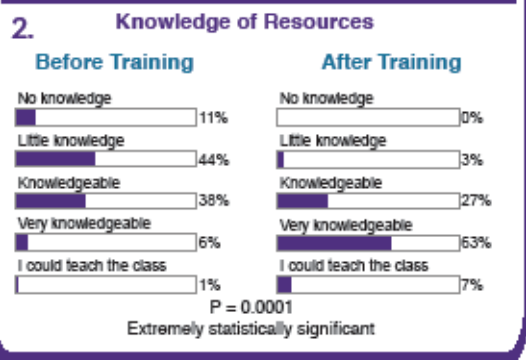 2.
Knowledge of Resources
Before Training
No knowledge
11%
Little knowledge
44%
Knowledgeable
38%
Very knowledgeable
6%
I could teach the class
1%
After Training
No knowledge
0%
Little knowledge
3%
Knowledgeable
27%
Very knowledgeable
63%
I could teach the class
7%
P = 0.0001
Extremely statistically significant